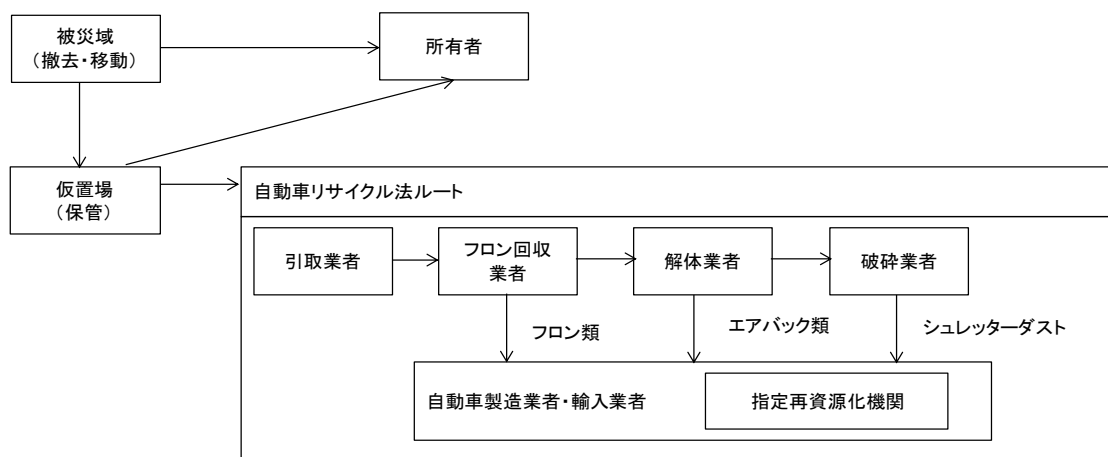 被災域
(撤去・移動)
所有者
仮置場
(保管)
自動車リサイクル法ルート
引取業者
フロン回収
業者
解体業者
破砕業者
フロン類
エアバック類
シュレッターダスト
自動車製造業者・輸入業者
指定再資源化機関